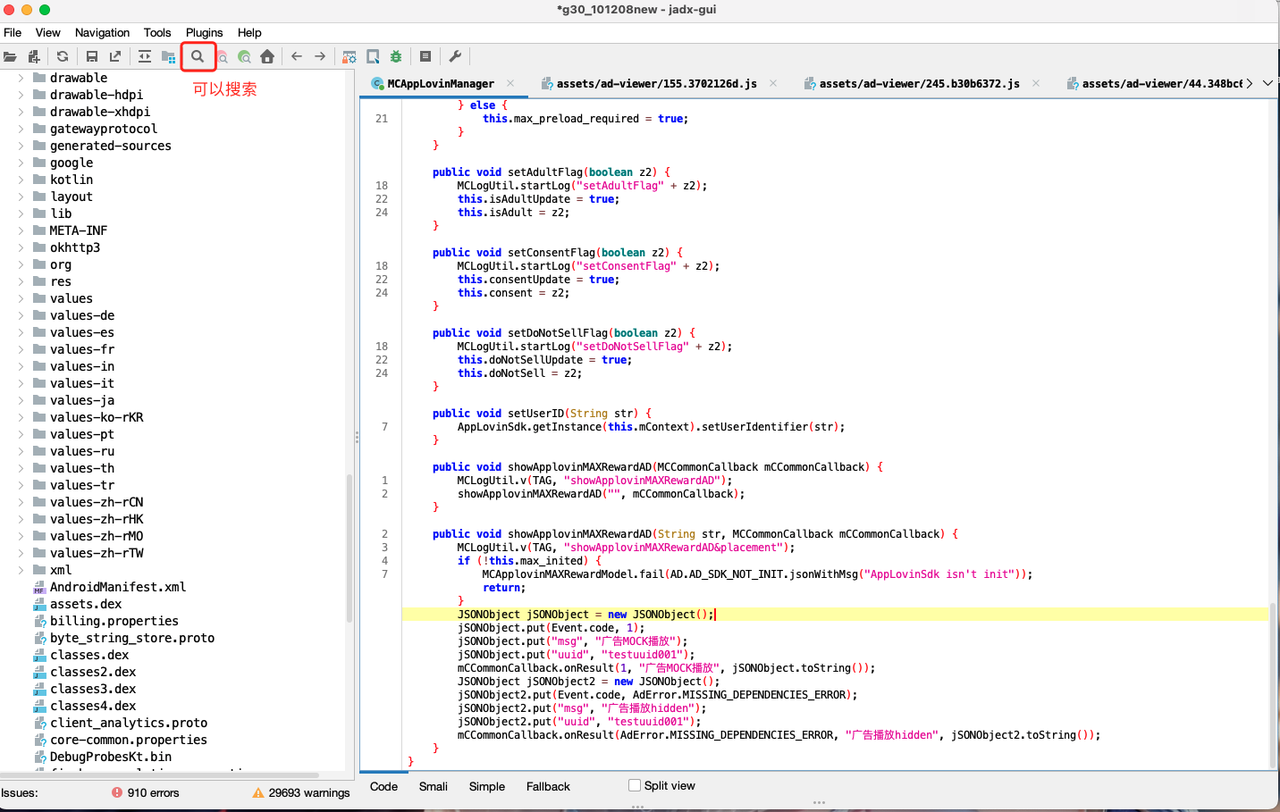 *g30_101208new - jadx-gui
File View Navigation Tools Plugins Help
可以搜索
drawable
drawable-hdpi
drawable-xhdpi
gatewayprotocol
generated-sources
google
kotlin
layout
lib
META-INF
okhttp3
org
res
values
values-de
values-es
values-fr
values-in
values-it
values-ja
values-ko-rKR
values-pt
values-ru
values-th
values-tr
values-zh-rCN
values-zh-rHK
values-zh-rMO
values-zh-rTW
xml
AndroidManifest.xml
assets.dex
billing.properties
byte_string_store.proto
classes.dex
classes2.dex
classes3.dex
classes4.dex
client_analytics.proto
core-common.properties
DebugProbesKt.bin
Issues: 910 errors 29693 warnings
MCAppLovinManager assets/ad-viewer/155.3702126d.js assets/ad-viewer/245.b30b6372.js assets/ad-viewer/44.348bc
} else {
21 this.max_preload_required = true;
}
}
public void setAdultFlag(boolean z2) {
18 MCLogUtil.startLog("setAdultFlag" + z2);
22 this.isAdultUpdate = true;
24 this.isAdult = z2;
}
public void setConsentFlag(boolean z2) {
18 MCLogUtil.startLog("setConsentFlag" + z2);
22 this.consentUpdate = true;
24 this.consent = z2;
}
public void setDoNotSellFlag(boolean z2) {
18 MCLogUtil.startLog("setDoNotSellFlag" + z2);
22 this.doNotSellUpdate = true;
24 this.doNotSell = z2;
}
public void setUserID(String str) {
7 AppLovinSdk.getInstance(this.mContext).setUserIdentifier(str);
}
public void showApplovinMAXRewardAD(MCCommonCallback mCCommonCallback) {
1 MCLogUtil.v(TAG, "showApplovinMAXRewardAD");
2 showApplovinMAXRewardAD("", mCCommonCallback);
}
2 public void showApplovinMAXRewardAD(String str, MCCommonCallback mCCommonCallback) {
3 MCLogUtil.v(TAG, "showApplovinMAXRewardAD&placement");
4 if (!this.max_inited) {
7 MCApplovinMAXRewardModel.fail(AD.AD_SDK_NOT_INIT.jsonWithMsg("AppLovinSdk isn't init"));
return;
}
JSONObject jSONObject = new JSONObject();
jSONObject.put(Event.code, 1);
jSONObject.put("msg", "广告MOCK播放");
jSONObject.put("uuid", "testuuid001");
mCCommonCallback.onResult(1, "广告MOCK播放", jSONObject.toString());
JSONObject jSONObject2 = new JSONObject();
jSONObject2.put(Event.code, AdError.MISSING_DEPENDENCIES_ERROR);
jSONObject2.put("msg", "广告播放hidden");
jSONObject2.put("uuid", "testuuid001");
mCCommonCallback.onResult(AdError.MISSING_DEPENDENCIES_ERROR, "广告播放hidden", jSONObject2.toString());
}
}
Code Smali Simple Fallback Split view